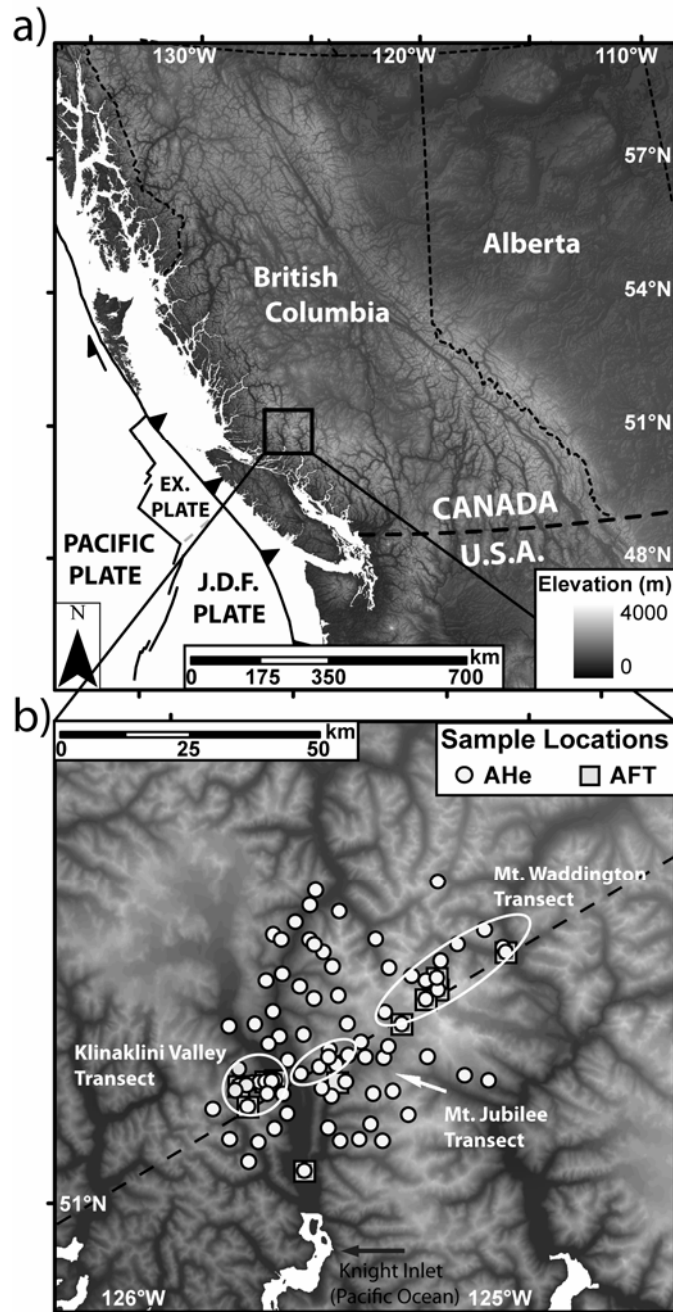 a)
130°W
120°W
110°W
57°N
Alberta
British
Columbia
54°N
51°N
EX.
PLATE
CANADA
PACIFIC
PLATE
U.S.A.
48°N
J.D.F.
PLATE
Elevation (m)
4000
0
N
km
0 175 350 700
b)
km
0 25 50
Sample Locations
AHe AFT
Mt. Waddington
Transect
Klinaklini Valley
Transect
Mt. Jubilee
Transect
51°N
Knight Inlet
(Pacific Ocean)
126°W
125°W